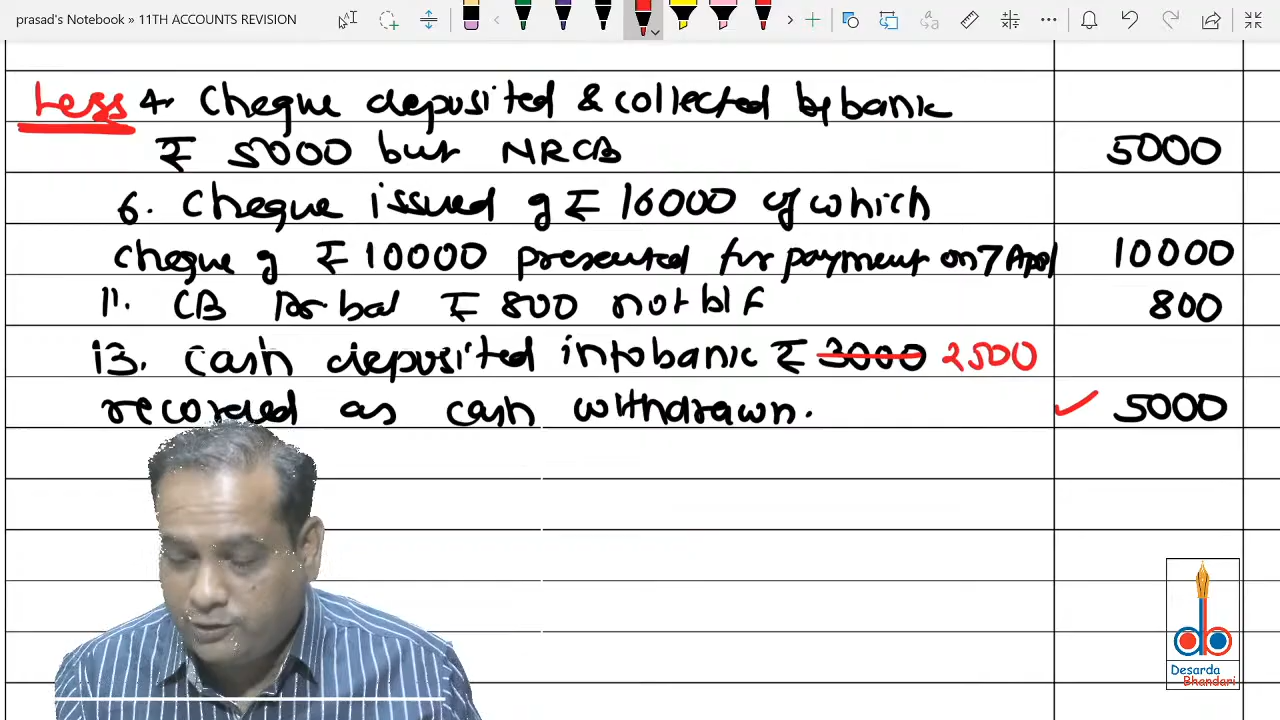 prasad's Notebook » 11TH ACCOUNTS REVISION
Less 4. Cheque deposited & collected by bank
₹ 5000 but NRCB 5000
6. Cheque issued of ₹ 16000 of which
cheque of ₹ 10000 presented for payment on 7 Apol 10000
11. CB Dr bal ₹ 800 not b/F 800
13. Cash deposited into bank ₹ 3000 2500
recorded as cash withdrawn. ✓ 5000
db
Desarda
Bhandari